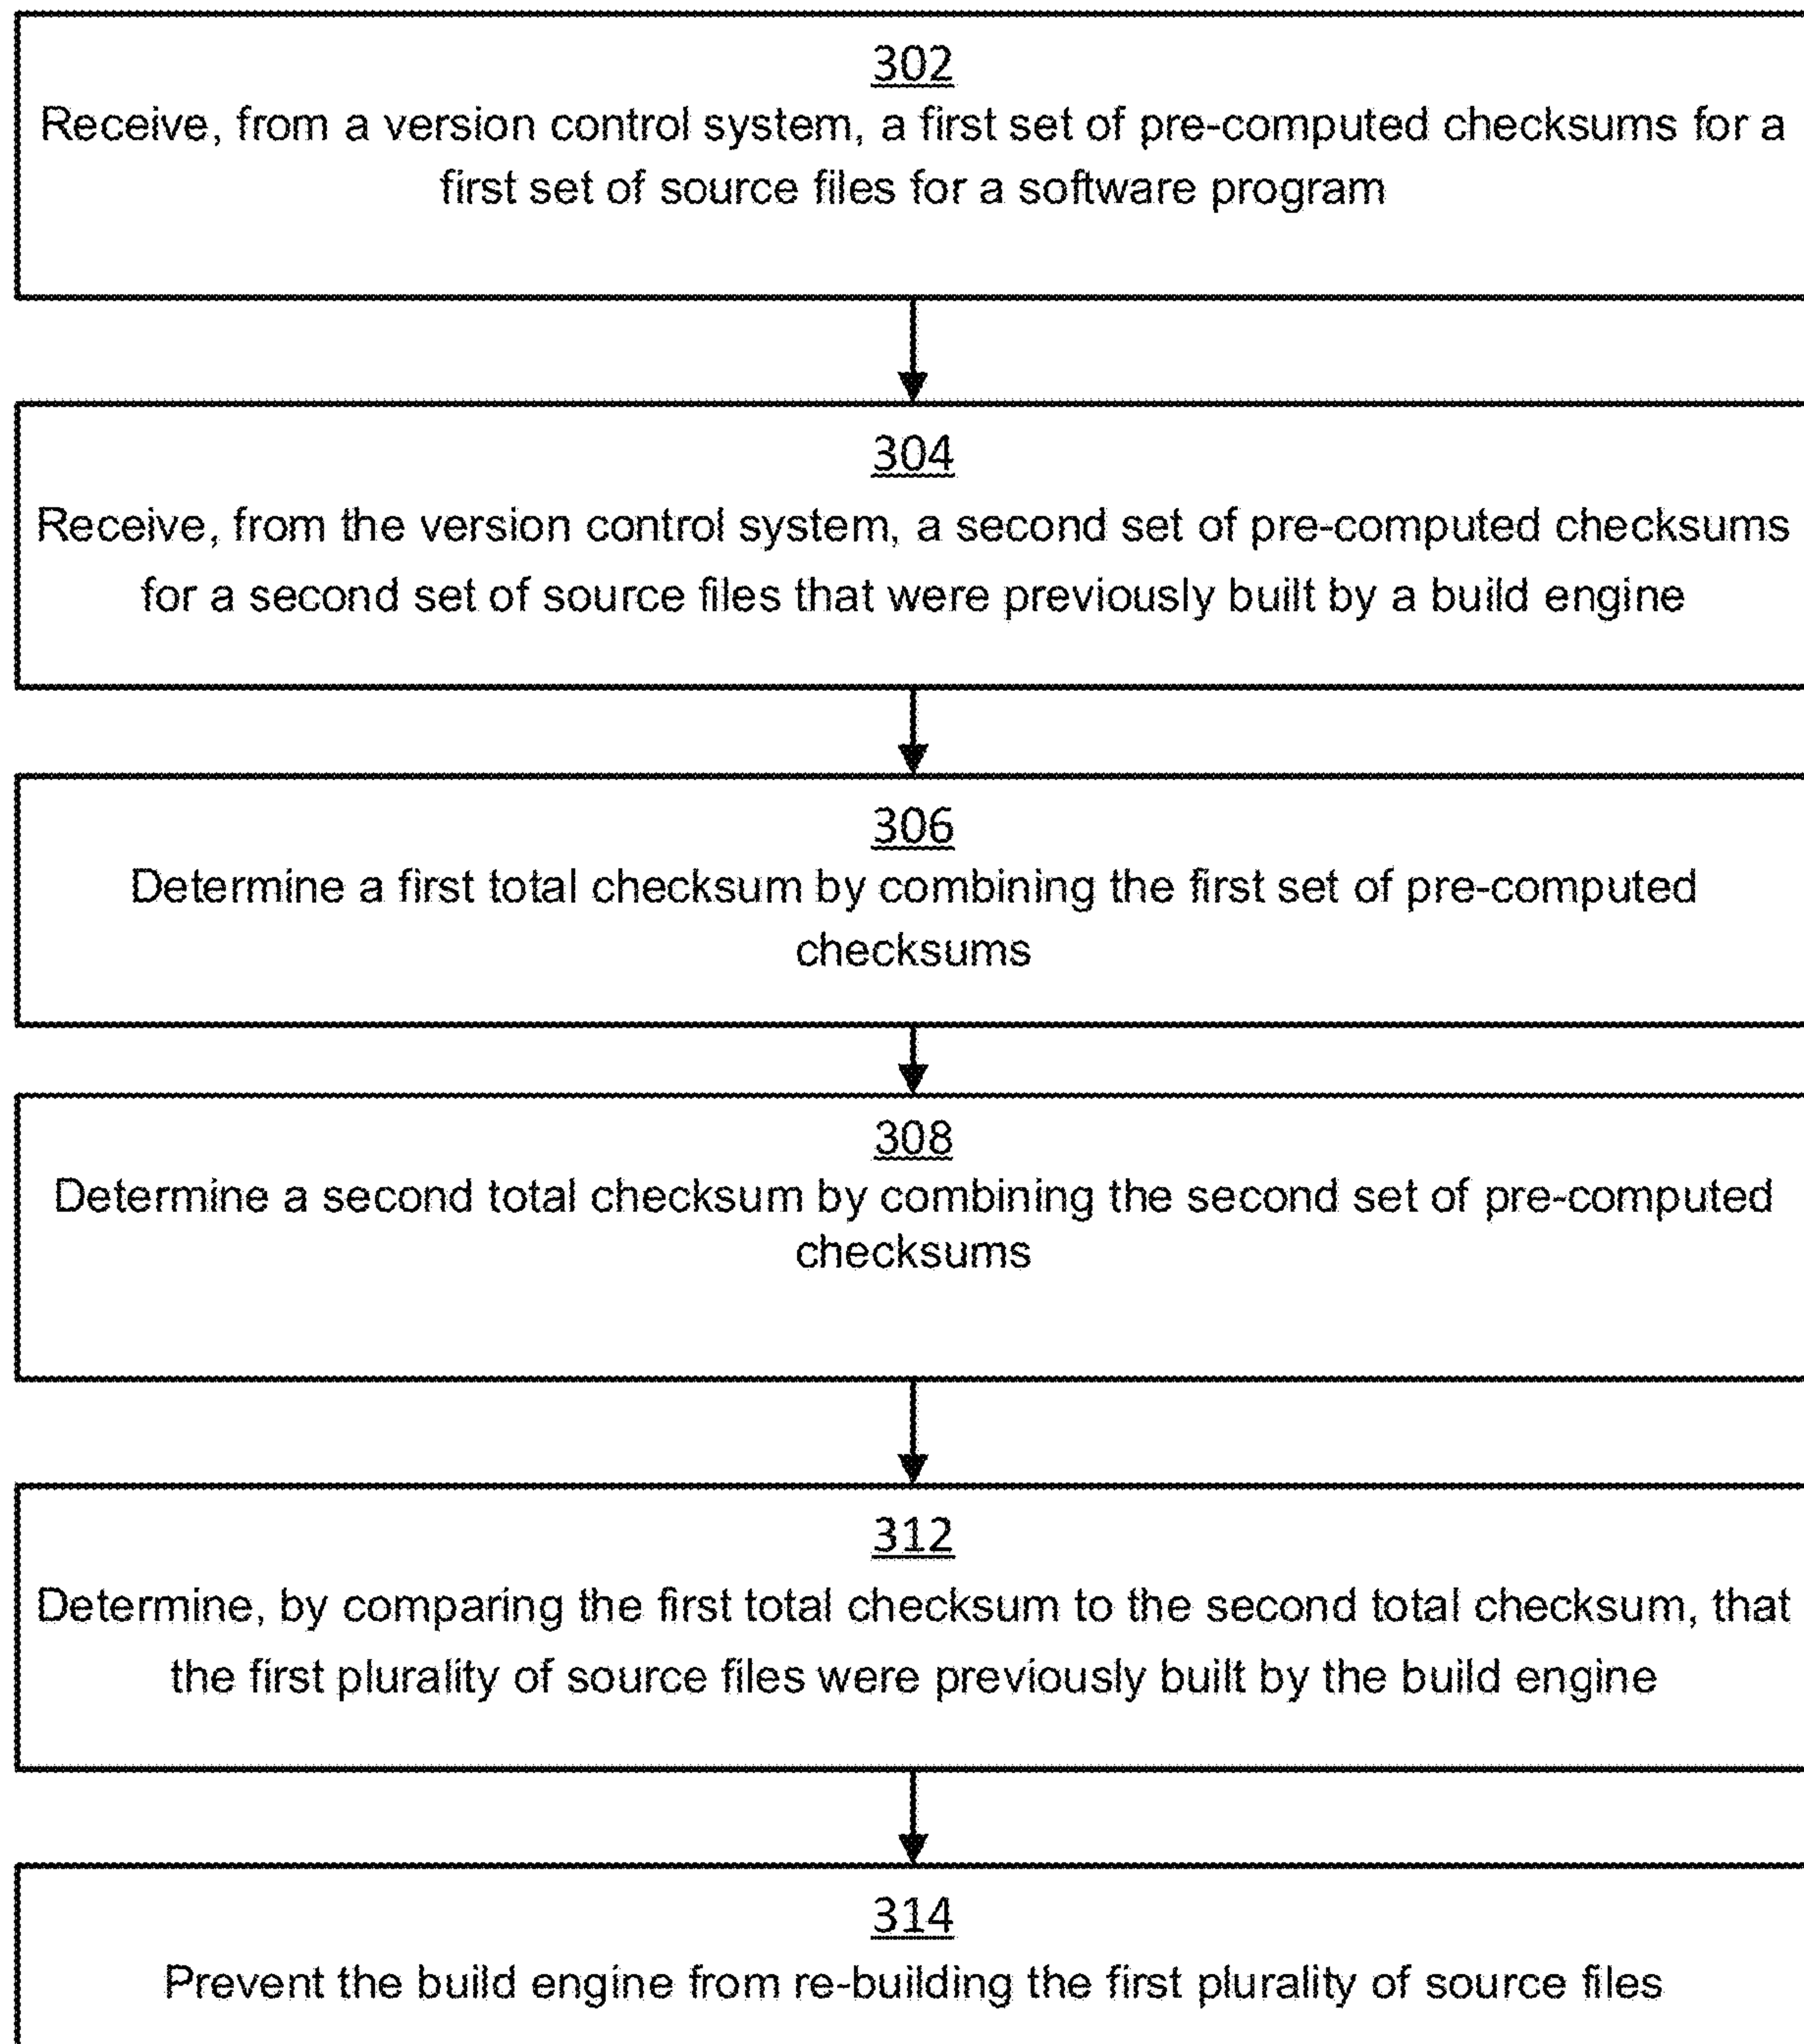 302
Receive, from a version control system, a first set of pre-computed checksums for a
first set of source files for a software program
304
Receive, from the version control system, a second set of pre-computed checksums
for a second set of source files that were previously built by a build engine
306
Determine a first total checksum by combining the first set of pre-computed
checksums
308
Determine a second total checksum by combining the second set of pre-computed
checksums
312
Determine, by comparing the first total checksum to the second total checksum, that
the first plurality of source files were previously built by the build engine
314
Prevent the build engine from re-building the first plurality of source files